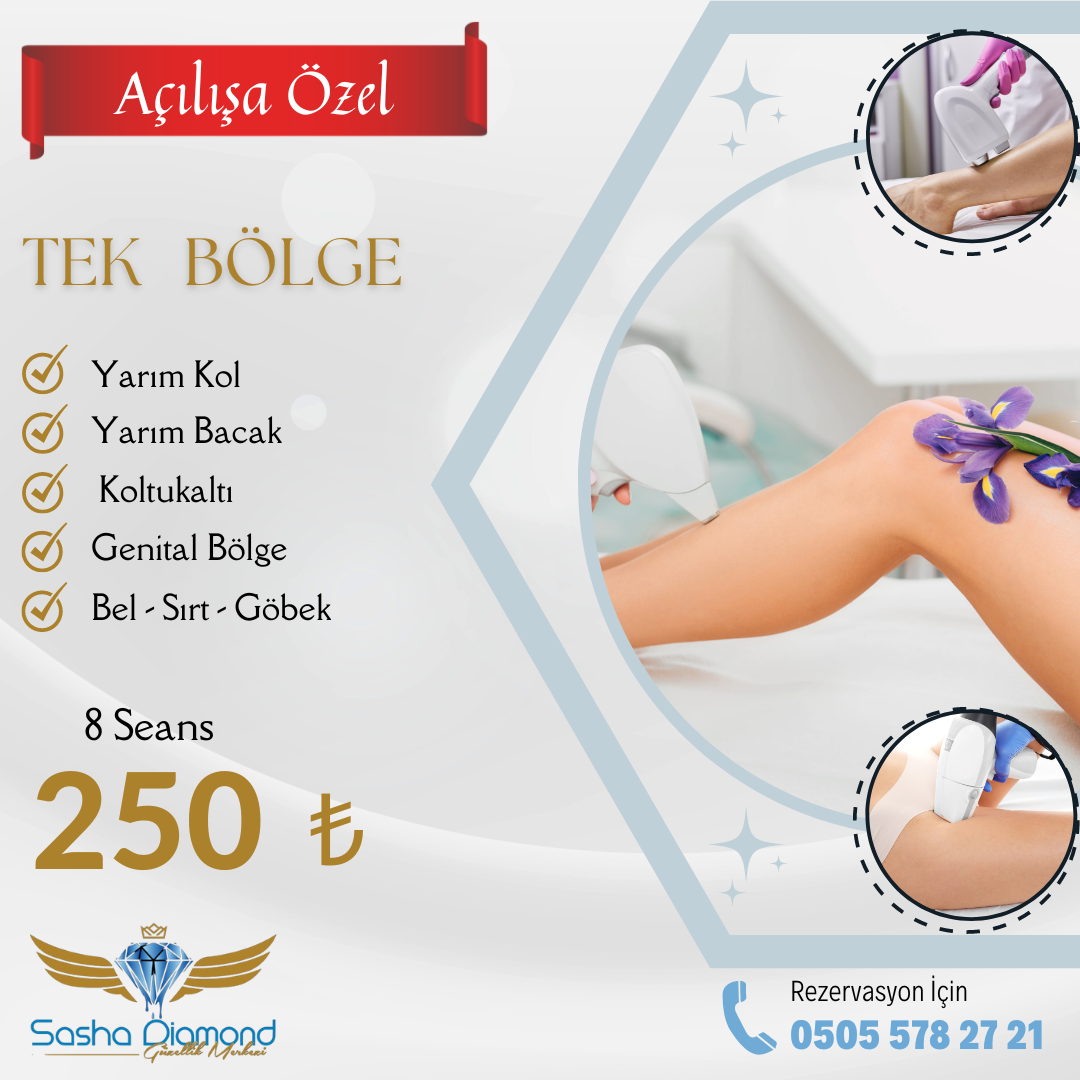 Açılışa Özel
TEK BÖLGE
Yarım Kol
Yarım Bacak
Koltukaltı
Genital Bölge
Bel - Sırt - Göbek
8 Seans
250 ₺
Sasha Diamond
Güzellik Merkezi
Rezervasyon İçin
0505 578 27 21